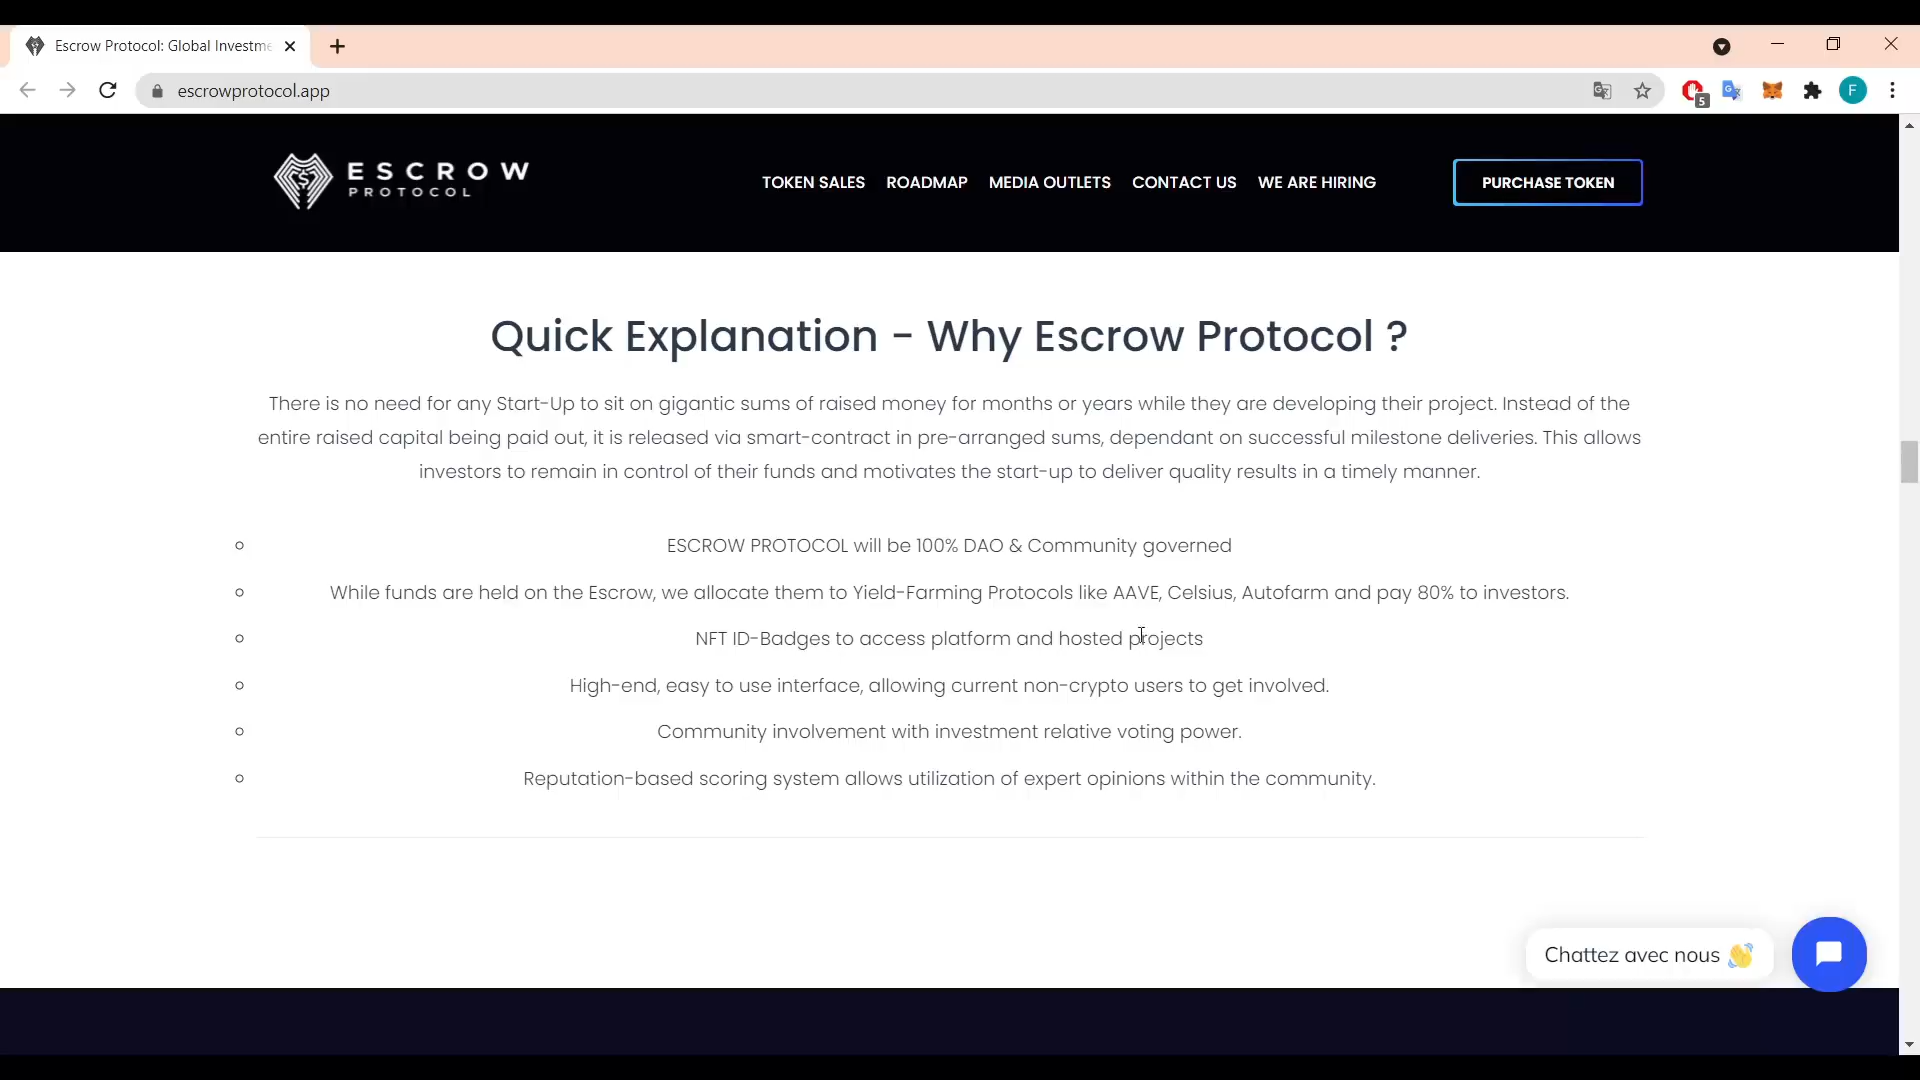 Escrow Protocol: Global Investme
escrowprotocol.app
5
F
ESCROW
PROTOCOL
TOKEN SALES ROADMAP MEDIA OUTLETS CONTACT US WE ARE HIRING
PURCHASE TOKEN
Quick Explanation - Why Escrow Protocol ?
There is no need for any Start-Up to sit on gigantic sums of raised money for months or years while they are developing their project. Instead of the
entire raised capital being paid out, it is released via smart-contract in pre-arranged sums, dependant on successful milestone deliveries. This allows
investors to remain in control of their funds and motivates the start-up to deliver quality results in a timely manner.
ESCROW PROTOCOL will be 100% DAO & Community governed
While funds are held on the Escrow, we allocate them to Yield-Farming Protocols like AAVE, Celsius, Autofarm and pay 80% to investors.
NFT ID-Badges to access platform and hosted projects
High-end, easy to use interface, allowing current non-crypto users to get involved.
Community involvement with investment relative voting power.
Reputation-based scoring system allows utilization of expert opinions within the community.
Chattez avec nous 👋